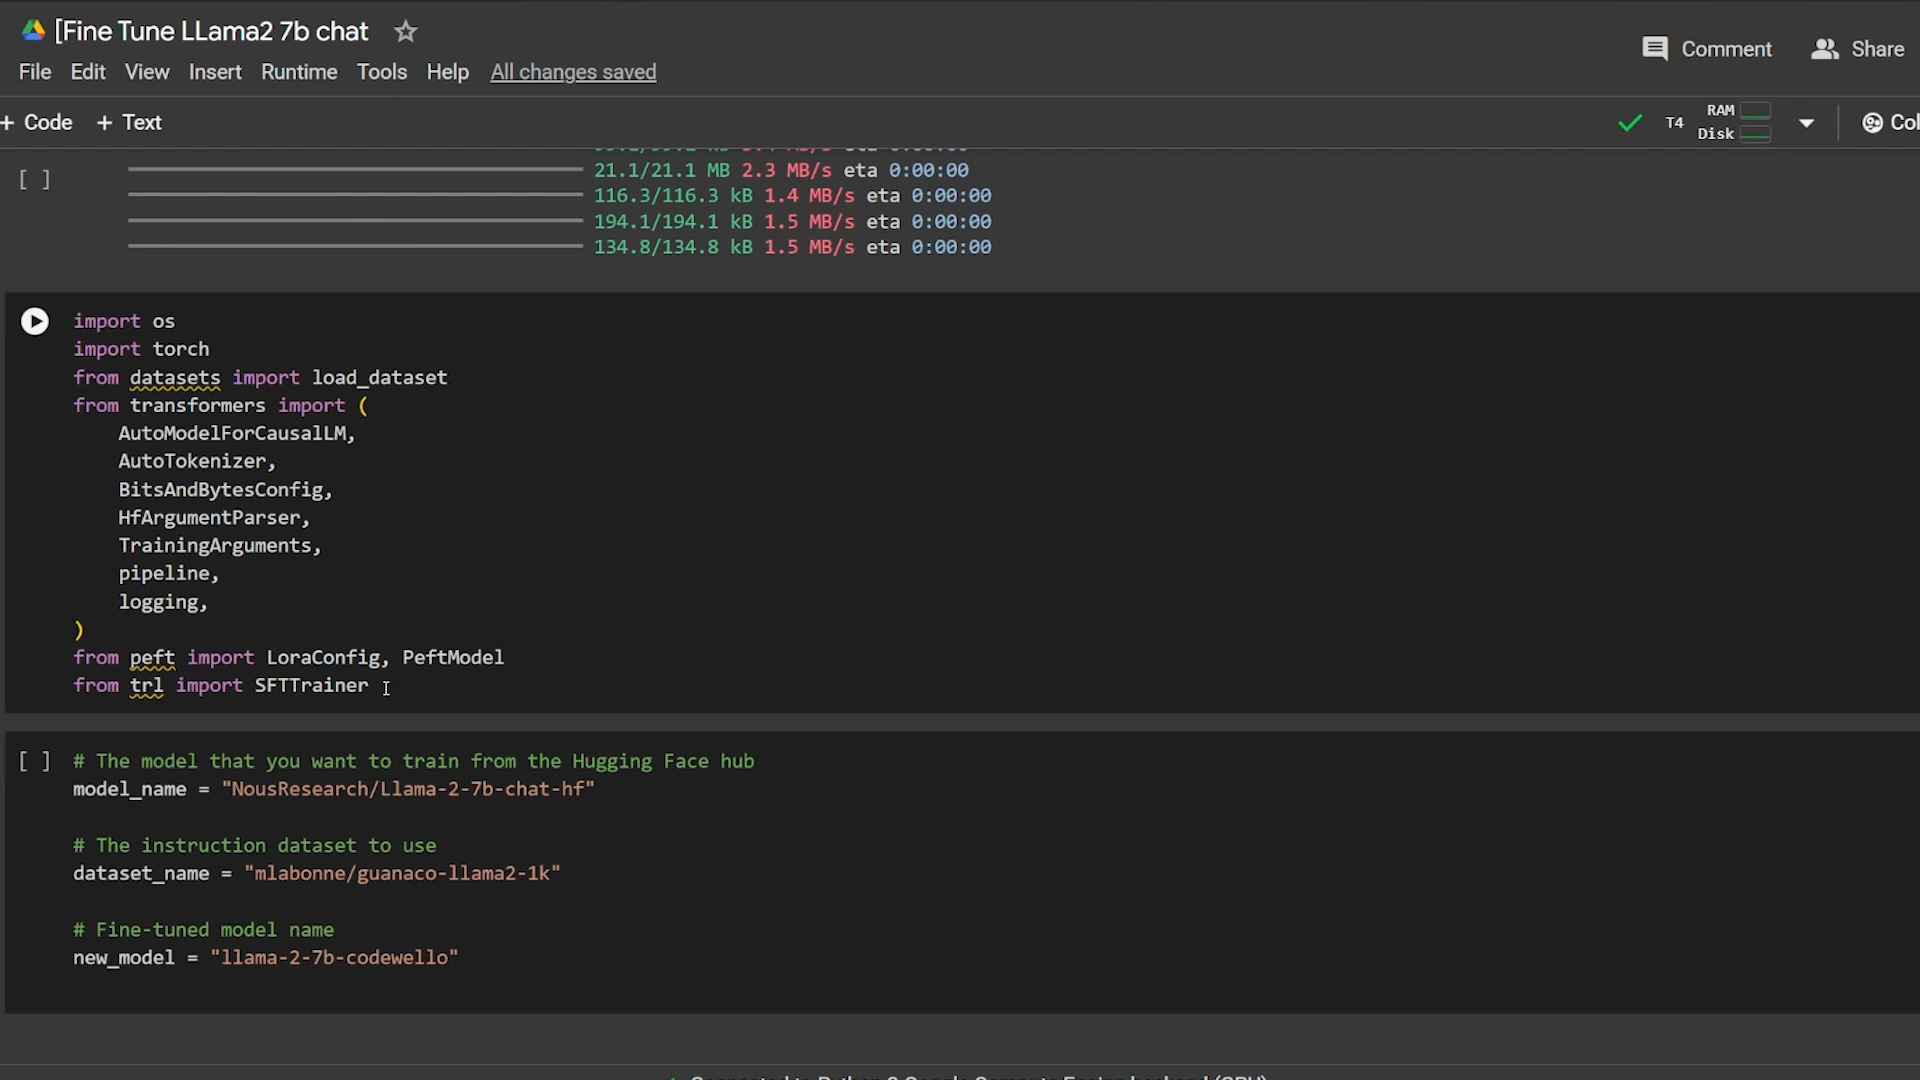 [Fine Tune LLama2 7b chat
File Edit View Insert Runtime Tools Help All changes saved
Comment
Share
+ Code + Text
T4
RAM
Disk
Col
[ ]
21.1/21.1 MB 2.3 MB/s eta 0:00:00
116.3/116.3 kB 1.4 MB/s eta 0:00:00
194.1/194.1 kB 1.5 MB/s eta 0:00:00
134.8/134.8 kB 1.5 MB/s eta 0:00:00
import os
import torch
from datasets import load_dataset
from transformers import (
    AutoModelForCausalLM,
    AutoTokenizer,
    BitsAndBytesConfig,
    HfArgumentParser,
    TrainingArguments,
    pipeline,
    logging,
)
from peft import LoraConfig, PeftModel
from trl import SFTTrainer
[ ]
# The model that you want to train from the Hugging Face hub
model_name = "NousResearch/Llama-2-7b-chat-hf"
# The instruction dataset to use
dataset_name = "mlabonne/guanaco-llama2-1k"
# Fine-tuned model name
new_model = "llama-2-7b-codewello"